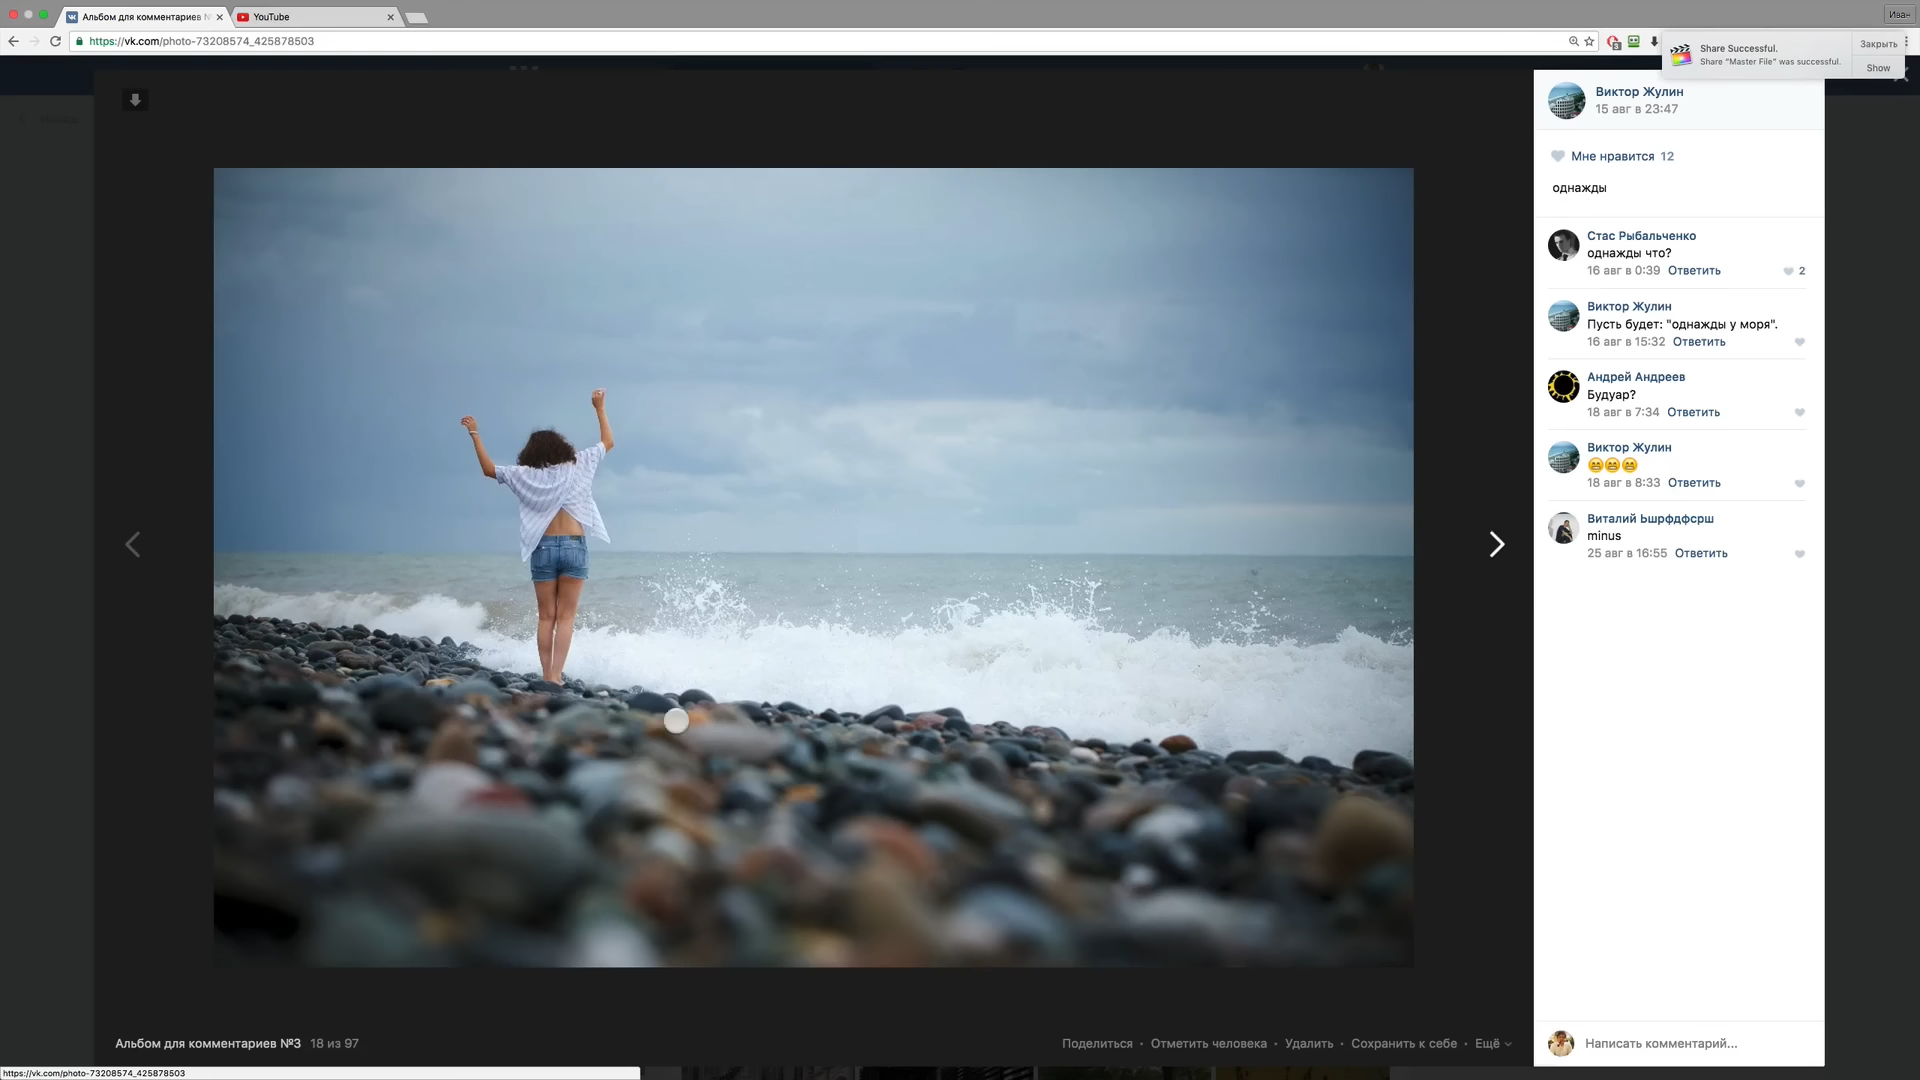 Альбом для комментариев №
YouTube
Иван
https://vk.com/photo-73208574_425878503
Share Successful.
Share "Master File" was successful.
Закрыть
Show
Виктор Жулин
15 авг в 23:47
Мне нравится 12
однажды
Стас Рыбальченко
однажды что?
16 авг в 0:39 Ответить
2
Виктор Жулин
Пусть будет: "однажды у моря".
16 авг в 15:32 Ответить
Андрей Андреев
Будуар?
18 авг в 7:34 Ответить
Виктор Жулин
😁😁😁
18 авг в 8:33 Ответить
Виталий Ьшрфдфсрш
minus
25 авг в 16:55 Ответить
Альбом для комментариев №3 18 из 97
Поделиться · Отметить человека · Удалить · Сохранить к себе · Ещё
Написать комментарий...
https://vk.com/photo-73208574_425878503